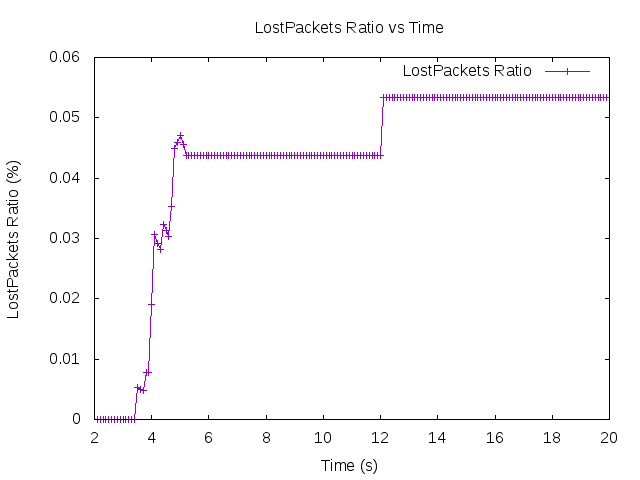 LostPackets Ratio vs Time
LostPackets Ratio
LostPackets Ratio (%)
0.06
0.05
0.04
0.03
0.02
0.01
0
2 4 6 8 10 12 14 16 18 20
Time (s)